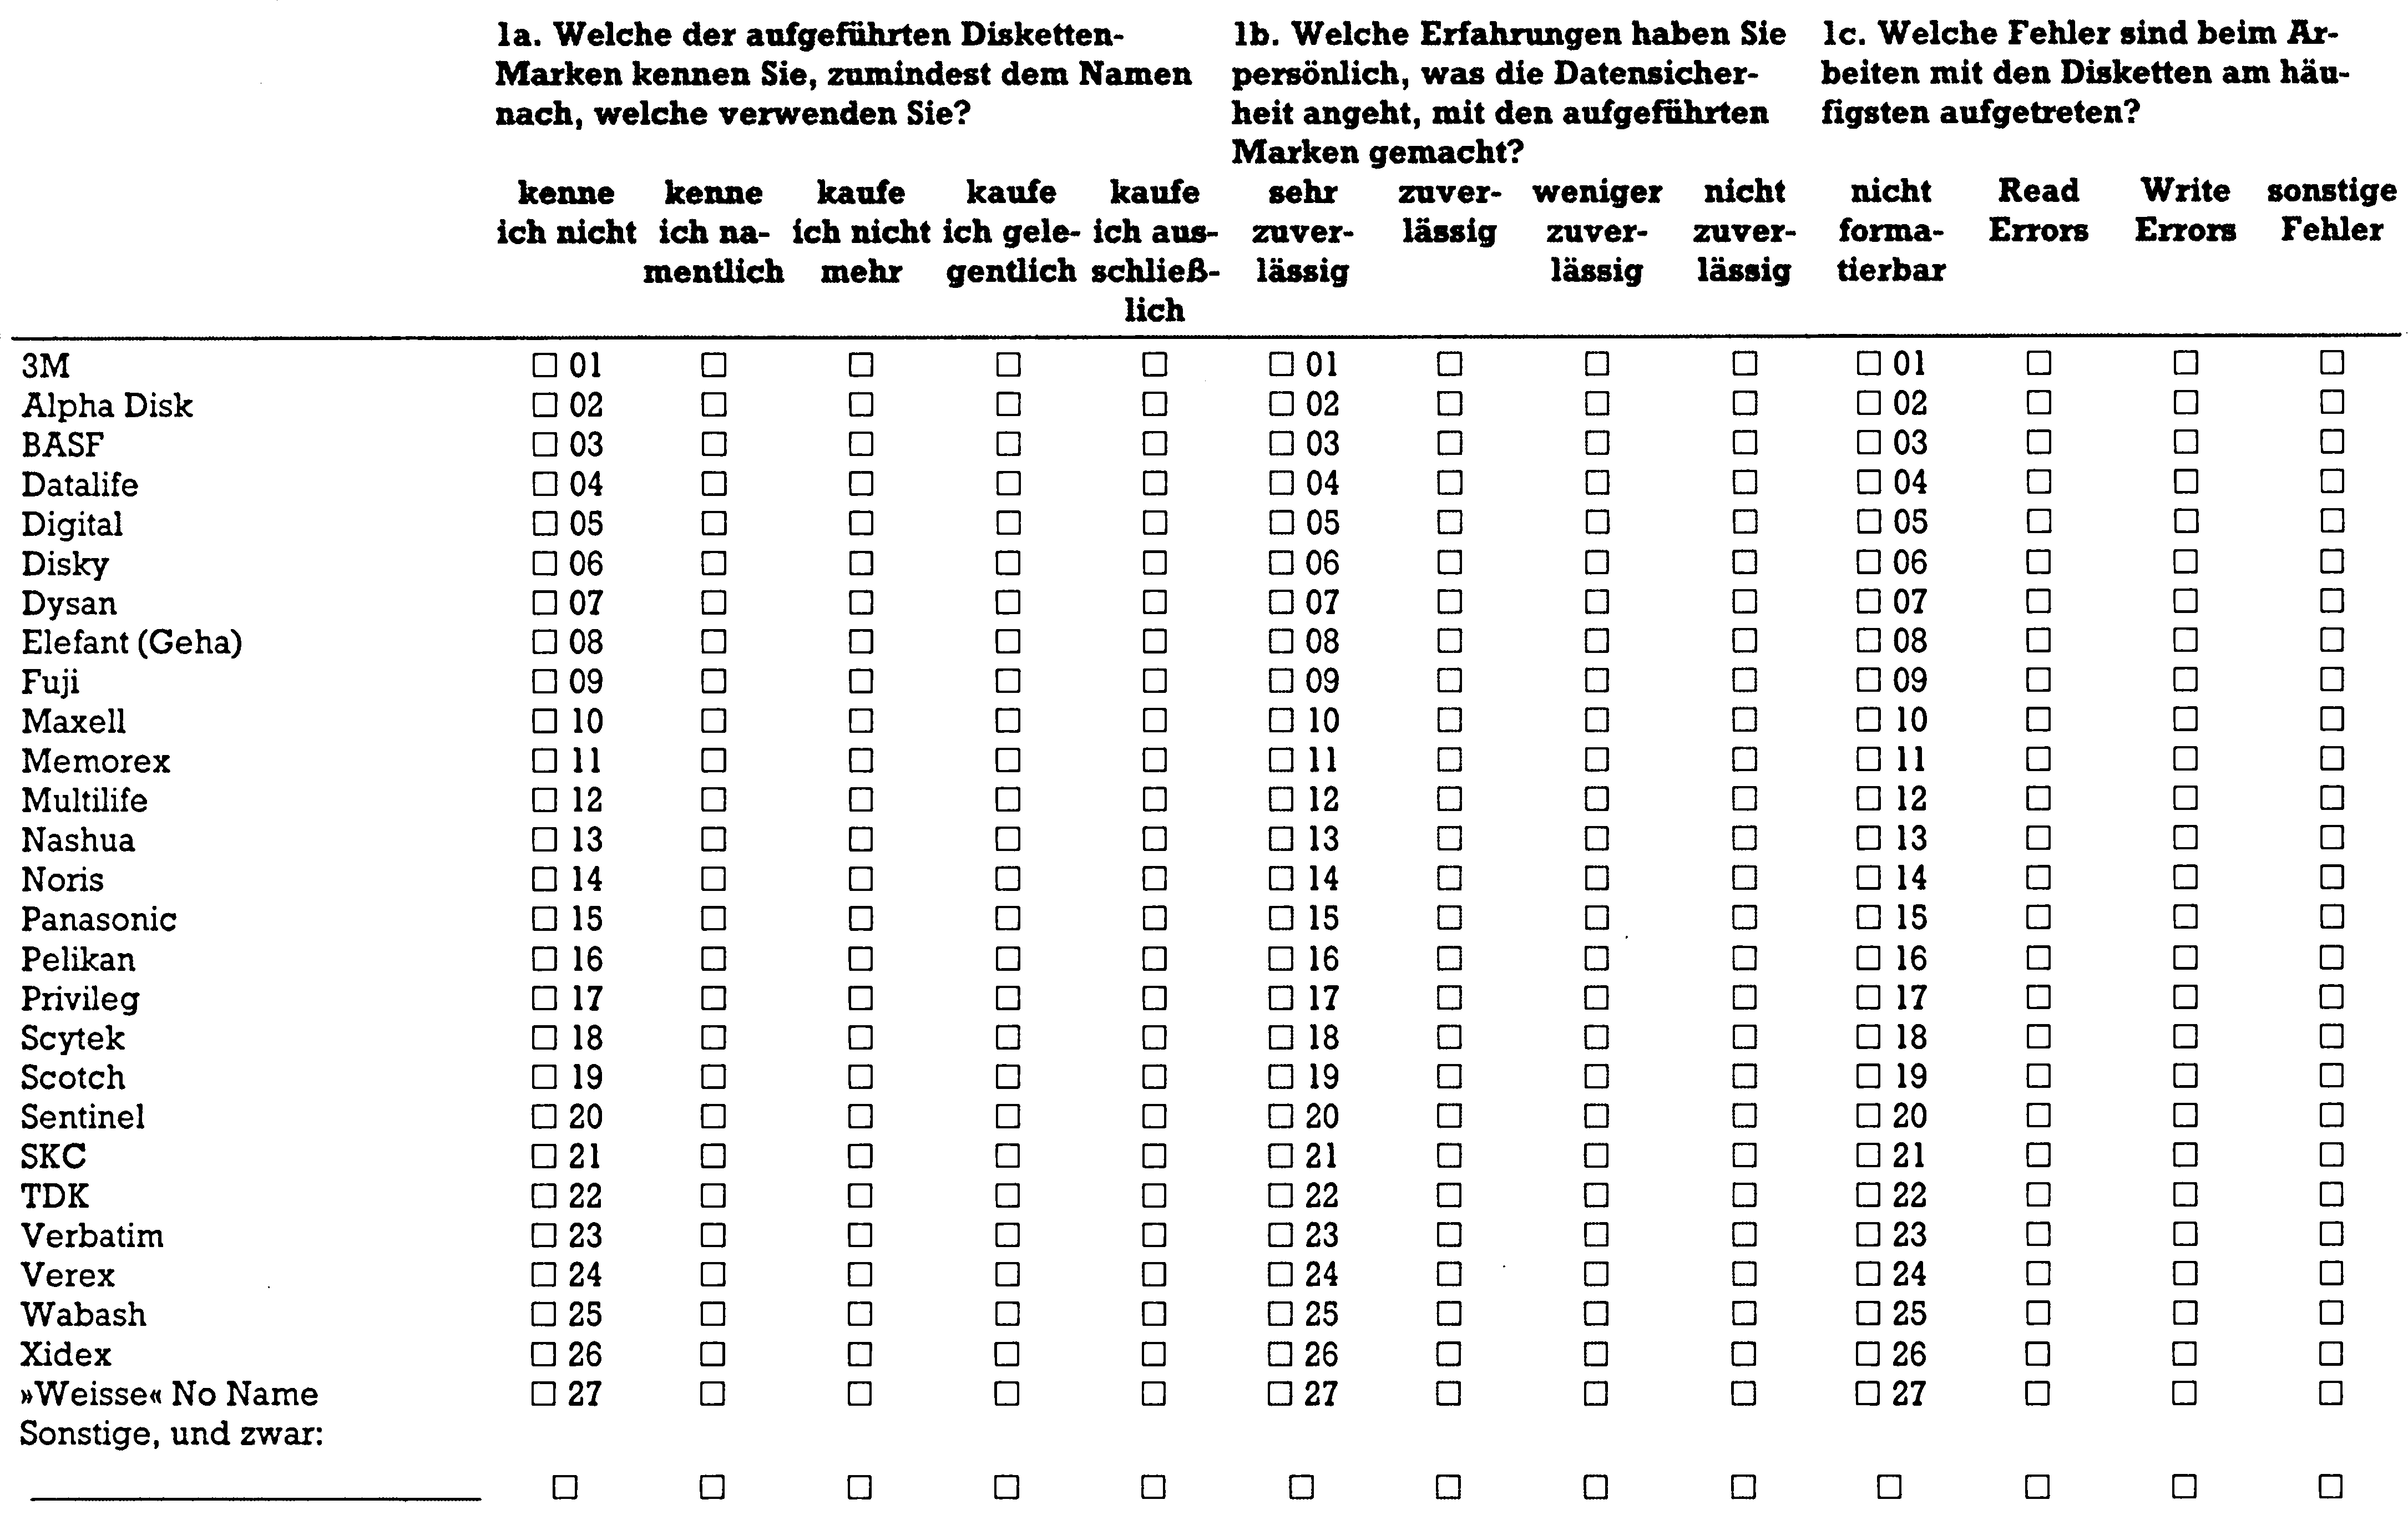 1a. Welche der aufgeführten Disketten-
Marken kennen Sie, zumindest dem Namen
nach, welche verwenden Sie?
1b. Welche Erfahrungen haben Sie
persönlich, was die Datensicher-
heit angeht, mit den aufgeführten
Marken gemacht?
1c. Welche Fehler sind beim Ar-
beiten mit den Disketten am häu-
figsten aufgetreten?
kenne
ich nicht
kenne
ich na-
mentlich
kaufe
ich nicht
mehr
kaufe
ich gele-
gentlich
kaufe
ich aus-
schließ-
lich
sehr
zuver-
lässig
zuver-
lässig
weniger
zuver-
lässig
nicht
zuver-
lässig
nicht
forma-
tierbar
Read
Errors
Write
Errors
sonstige
Fehler
3M 01 01 01
Alpha Disk 02 02 02
BASF 03 03 03
Datalife 04 04 04
Digital 05 05 05
Disky 06 06 06
Dysan 07 07 07
Elefant (Geha) 08 08 08
Fuji 09 09 09
Maxell 10 10 10
Memorex 11 11 11
Multilife 12 12 12
Nashua 13 13 13
Noris 14 14 14
Panasonic 15 15 15
Pelikan 16 16 16
Privileg 17 17 17
Scytek 18 18 18
Scotch 19 19 19
Sentinel 20 20 20
SKC 21 21 21
TDK 22 22 22
Verbatim 23 23 23
Verex 24 24 24
Wabash 25 25 25
Xidex 26 26 26
»Weisse« No Name 27 27 27
Sonstige, und zwar: